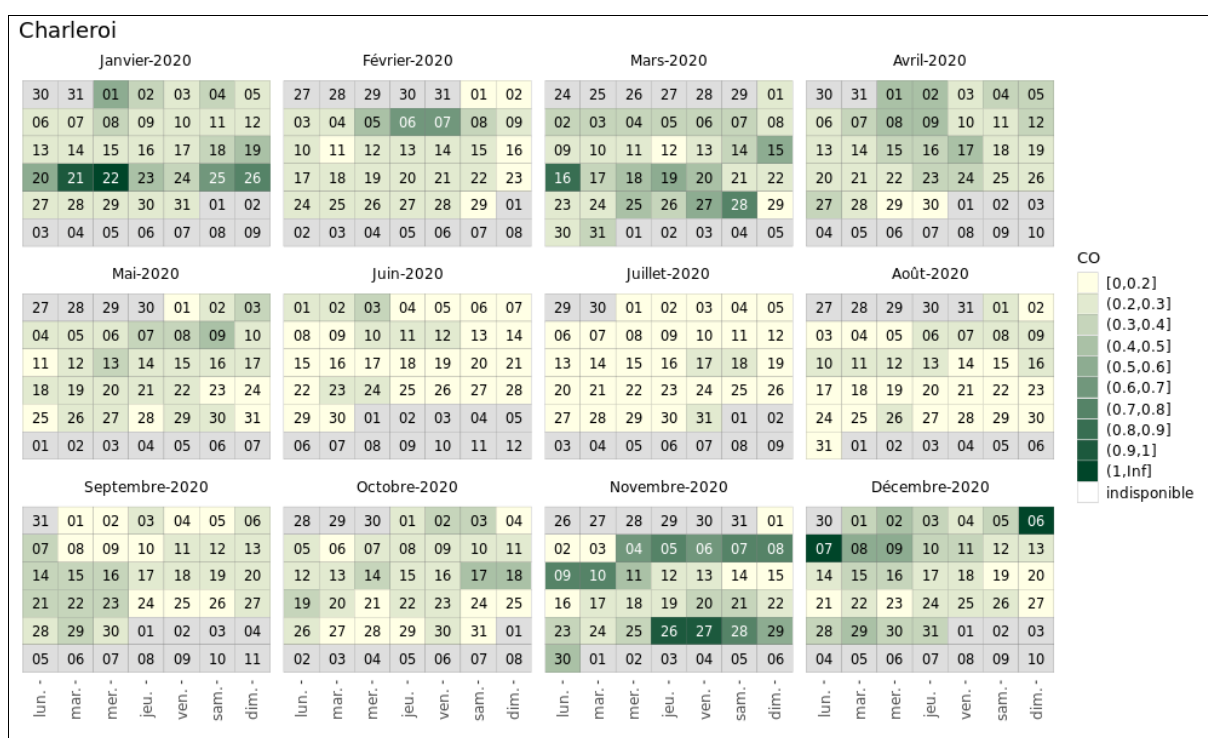 Charleroi
Janvier-2020 Février-2020 Mars-2020 Avril-2020
30 31 01 02 03 04 05 27 28 29 30 31 01 02 24 25 26 27 28 29 01 30 31 01 02 03 04 05
06 07 08 09 10 11 12 03 04 05 06 07 08 09 02 03 04 05 06 07 08 06 07 08 09 10 11 12
13 14 15 16 17 18 19 10 11 12 13 14 15 16 09 10 11 12 13 14 15 13 14 15 16 17 18 19
20 21 22 23 24 25 26 17 18 19 20 21 22 23 16 17 18 19 20 21 22 20 21 22 23 24 25 26
27 28 29 30 31 01 02 24 25 26 27 28 29 01 23 24 25 26 27 28 29 27 28 29 30 01 02 03
03 04 05 06 07 08 09 02 03 04 05 06 07 08 30 31 01 02 03 04 05 04 05 06 07 08 09 10
Mai-2020 Juin-2020 Juillet-2020 Août-2020
27 28 29 30 01 02 03 01 02 03 04 05 06 07 29 30 01 02 03 04 05 27 28 29 30 31 01 02
04 05 06 07 08 09 10 08 09 10 11 12 13 14 06 07 08 09 10 11 12 03 04 05 06 07 08 09
11 12 13 14 15 16 17 15 16 17 18 19 20 21 13 14 15 16 17 18 19 10 11 12 13 14 15 16
18 19 20 21 22 23 24 22 23 24 25 26 27 28 20 21 22 23 24 25 26 17 18 19 20 21 22 23
25 26 27 28 29 30 31 29 30 01 02 03 04 05 27 28 29 30 31 01 02 24 25 26 27 28 29 30
01 02 03 04 05 06 07 06 07 08 09 10 11 12 03 04 05 06 07 08 09 31 01 02 03 04 05 06
Septembre-2020 Octobre-2020 Novembre-2020 Décembre-2020
31 01 02 03 04 05 06 28 29 30 01 02 03 04 26 27 28 29 30 31 01 30 01 02 03 04 05 06
07 08 09 10 11 12 13 05 06 07 08 09 10 11 02 03 04 05 06 07 08 07 08 09 10 11 12 13
14 15 16 17 18 19 20 12 13 14 15 16 17 18 09 10 11 12 13 14 15 14 15 16 17 18 19 20
21 22 23 24 25 26 27 19 20 21 22 23 24 25 16 17 18 19 20 21 22 21 22 23 24 25 26 27
28 29 30 01 02 03 04 26 27 28 29 30 31 01 23 24 25 26 27 28 29 28 29 30 31 01 02 03
05 06 07 08 09 10 11 02 03 04 05 06 07 08 30 01 02 03 04 05 06 04 05 06 07 08 09 10
lun. - mar. - mer. - jeu. - ven. - sam. - dim. - lun. - mar. - mer. - jeu. - ven. - sam. - dim. - lun. - mar. - mer. - jeu. - ven. - sam. - dim. - lun. - mar. - mer. - jeu. - ven. - sam. - dim. -
CO
[0,0.2]
(0.2,0.3]
(0.3,0.4]
(0.4,0.5]
(0.5,0.6]
(0.6,0.7]
(0.7,0.8]
(0.8,0.9]
(0.9,1]
(1,Inf]
indisponible